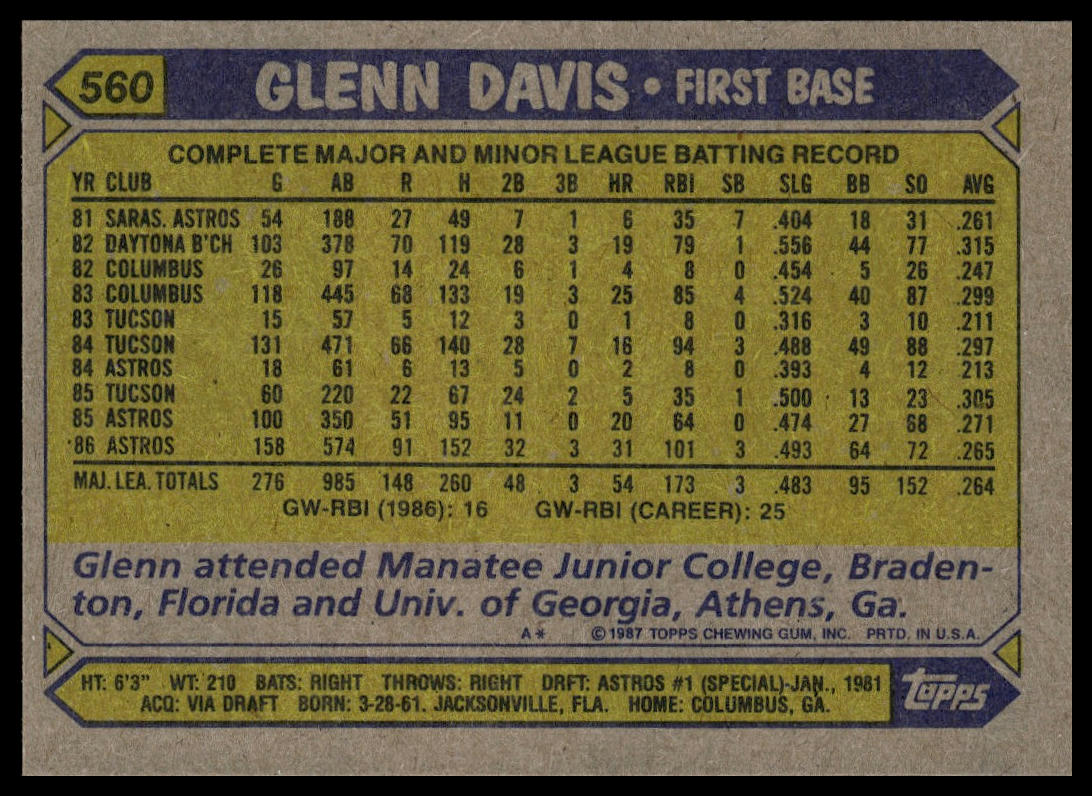 560 GLENN DAVIS • FIRST BASE
COMPLETE MAJOR AND MINOR LEAGUE BATTING RECORD
YR CLUB G AB R H 2B 3B HR RBI SB SLG BB SO AVG
81 SARAS. ASTROS 54 188 27 49 7 1 6 35 7 .404 18 31 .261
82 DAYTONA B'CH 103 378 70 119 28 3 19 79 1 .556 44 77 .315
82 COLUMBUS 26 97 14 24 6 1 4 8 0 .454 5 26 .247
83 COLUMBUS 118 445 68 133 19 3 25 85 4 .524 40 87 .299
83 TUCSON 15 57 5 12 3 0 1 8 0 .316 3 10 .211
84 TUCSON 131 471 66 140 28 7 16 94 3 .488 49 88 .297
84 ASTROS 18 61 6 13 5 0 2 8 0 .393 4 12 .213
85 TUCSON 60 220 22 67 24 2 5 35 1 .500 13 23 .305
85 ASTROS 100 350 51 95 11 0 20 64 0 .474 27 68 .271
86 ASTROS 158 574 91 152 32 3 31 101 3 .493 64 72 .265
MAJ. LEA. TOTALS 276 985 148 260 48 3 54 173 3 .483 95 152 .264
GW-RBI (1986): 16 GW-RBI (CAREER): 25
Glenn attended Manatee Junior College, Braden-
ton, Florida and Univ. of Georgia, Athens, Ga.
A* © 1987 TOPPS CHEWING GUM, INC. PRTD. IN U.S.A.
HT: 6'3" WT: 210 BATS: RIGHT THROWS: RIGHT DRFT: ASTROS #1 (SPECIAL)-JAN., 1981
ACQ: VIA DRAFT BORN: 3-28-61. JACKSONVILLE, FLA. HOME: COLUMBUS, GA.
topps